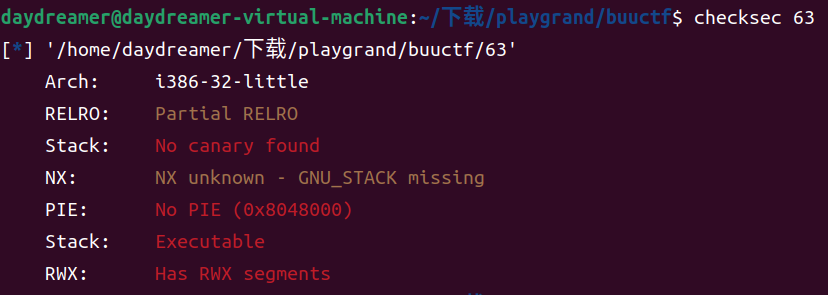 daydreamer@daydreamer-virtual-machine:~/下载/playgrand/buuctf$ checksec 63
[*] '/home/daydreamer/下载/playgrand/buuctf/63'
Arch: i386-32-little
RELRO: Partial RELRO
Stack: No canary found
NX: NX unknown - GNU_STACK missing
PIE: No PIE (0x8048000)
Stack: Executable
RWX: Has RWX segments